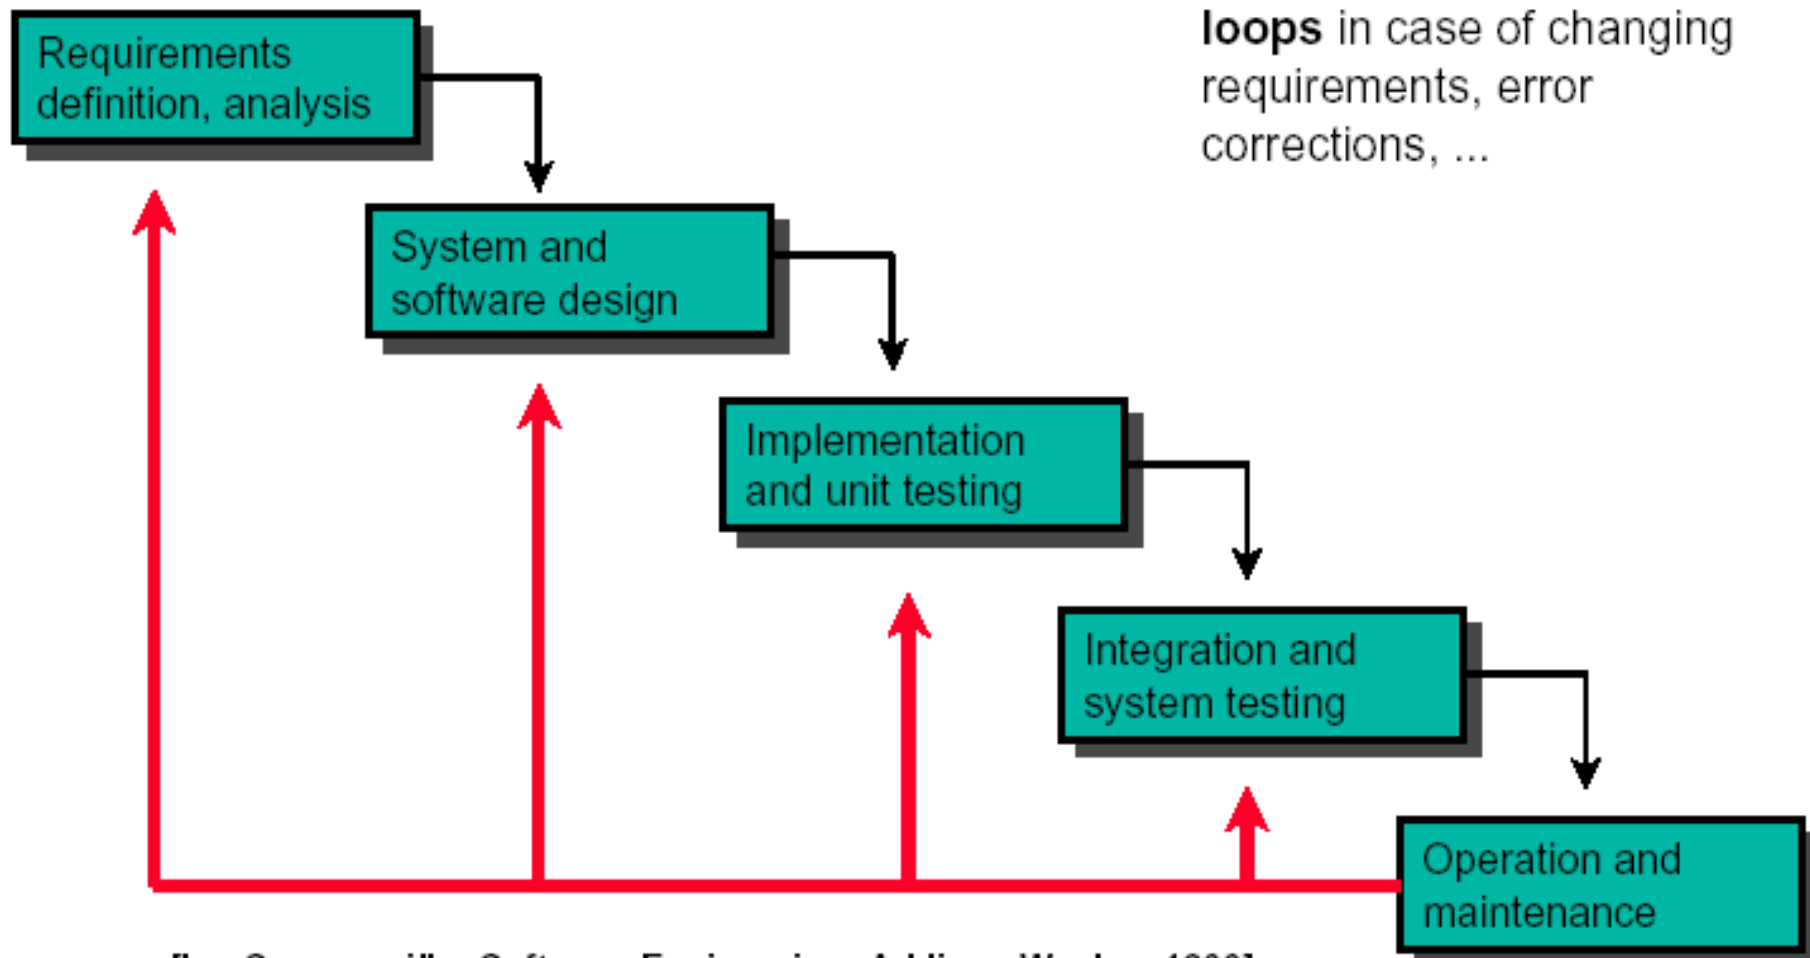 loops in case of changing
requirements, error
corrections, ...
Requirements
definition, analysis
System and
software design
Implementation
and unit testing
Integration and
system testing
Operation and
maintenance